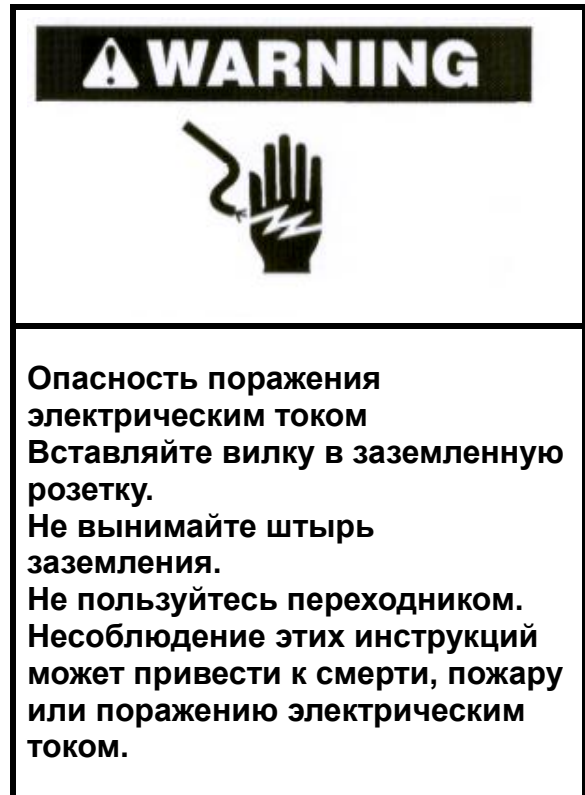 WARNING
Опасность поражения
электрическим током
Вставляйте вилку в заземленную
розетку.
Не вынимайте штырь
заземления.
Не пользуйтесь переходником.
Несоблюдение этих инструкций
может привести к смерти, пожару
или поражению электрическим
током.